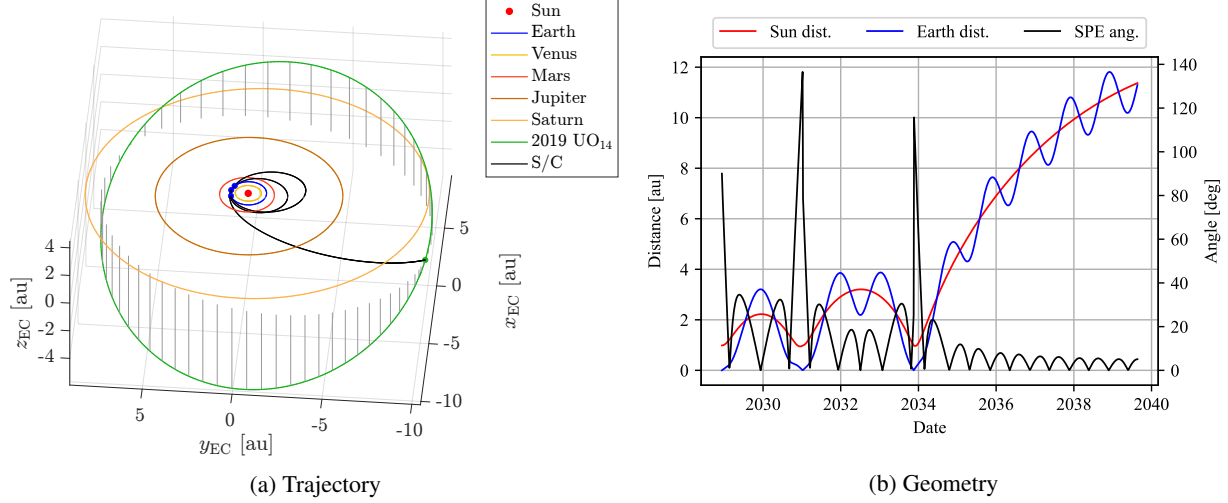 Sun
Earth
Venus
Mars
Jupiter
Saturn
2019 UO₁₄
S/C
4
2
0
-2
-4
z_EC [au]
5
0
-5
-10
y_EC [au]
5
0
-5
-10
x_EC [au]
(a) Trajectory
Sun dist. Earth dist. SPE ang.
12
10
8
6
4
2
0
Distance [au]
140
120
100
80
60
40
20
0
Angle [deg]
2030 2032 2034 2036 2038 2040
Date
(b) Geometry